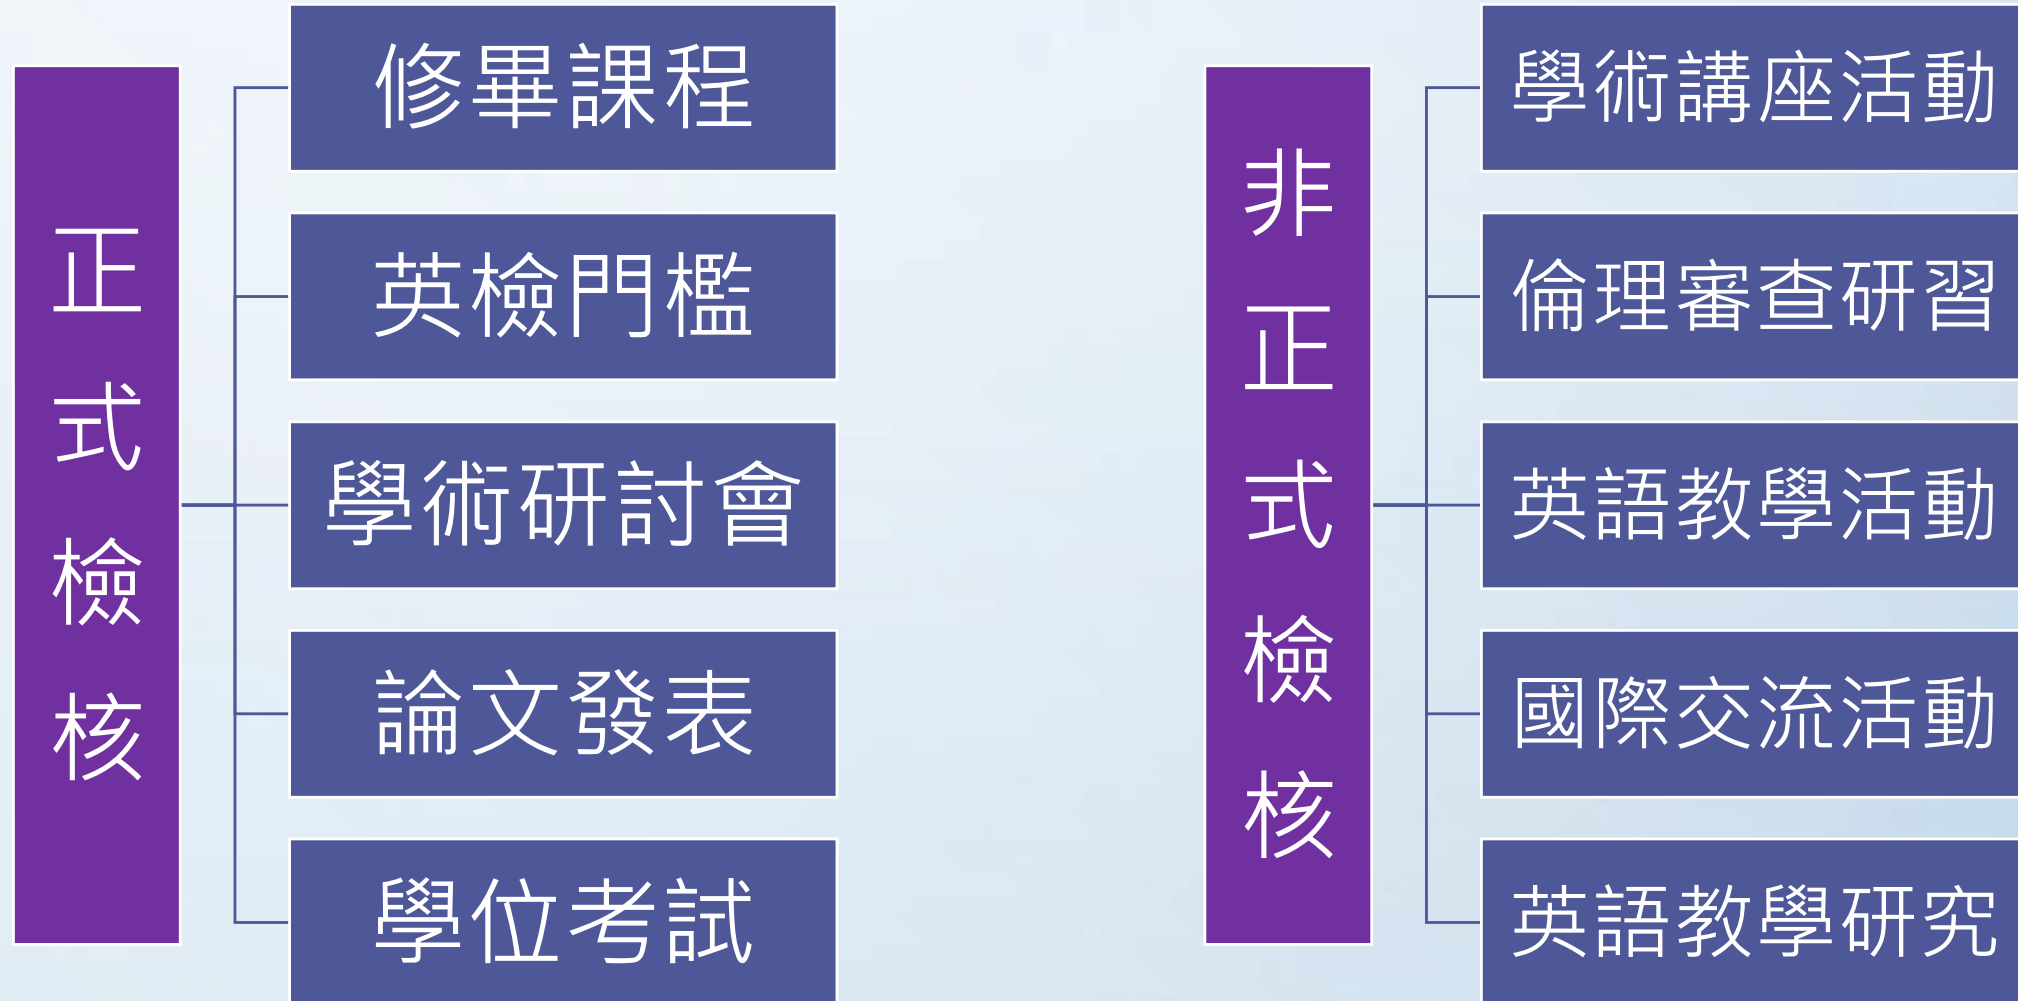 正式檢核
修畢課程
英檢門檻
學術研討會
論文發表
學位考試
非正式檢核
學術講座活動
倫理審查研習
英語教學活動
國際交流活動
英語教學研究